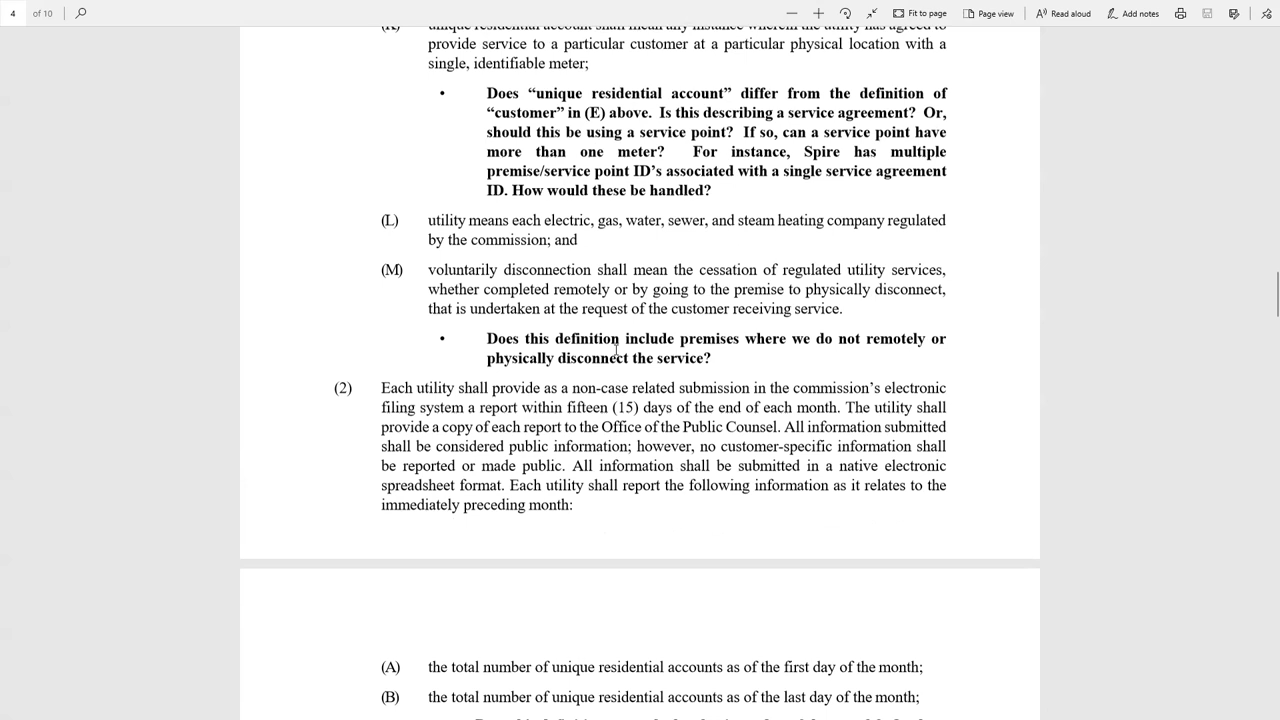 4 of 10 Fit to page Page view Read aloud Add notes
(K) unique residential account shall mean any instance wherein the utility has agreed to
provide service to a particular customer at a particular physical location with a
single, identifiable meter;
• Does “unique residential account” differ from the definition of
“customer” in (E) above. Is this describing a service agreement? Or,
should this be using a service point? If so, can a service point have
more than one meter? For instance, Spire has multiple
premise/service point ID’s associated with a single service agreement
ID. How would these be handled?
(L) utility means each electric, gas, water, sewer, and steam heating company regulated
by the commission; and
(M) voluntarily disconnection shall mean the cessation of regulated utility services,
whether completed remotely or by going to the premise to physically disconnect,
that is undertaken at the request of the customer receiving service.
• Does this definition include premises where we do not remotely or
physically disconnect the service?
(2) Each utility shall provide as a non-case related submission in the commission’s electronic
filing system a report within fifteen (15) days of the end of each month. The utility shall
provide a copy of each report to the Office of the Public Counsel. All information submitted
shall be considered public information; however, no customer-specific information shall
be reported or made public. All information shall be submitted in a native electronic
spreadsheet format. Each utility shall report the following information as it relates to the
immediately preceding month:
(A) the total number of unique residential accounts as of the first day of the month;
(B) the total number of unique residential accounts as of the last day of the month;